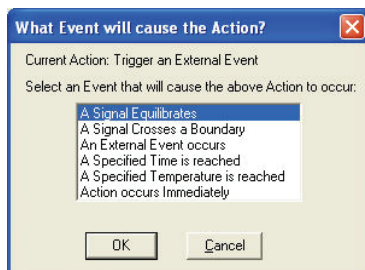 What Event will cause the Action?
Current Action: Trigger an External Event
Select an Event that will cause the above Action to occur:
A Signal Equilibrates
A Signal Crosses a Boundary
An External Event occurs
A Specified Time is reached
A Specified Temperature is reached
Action occurs Immediately
OK Cancel